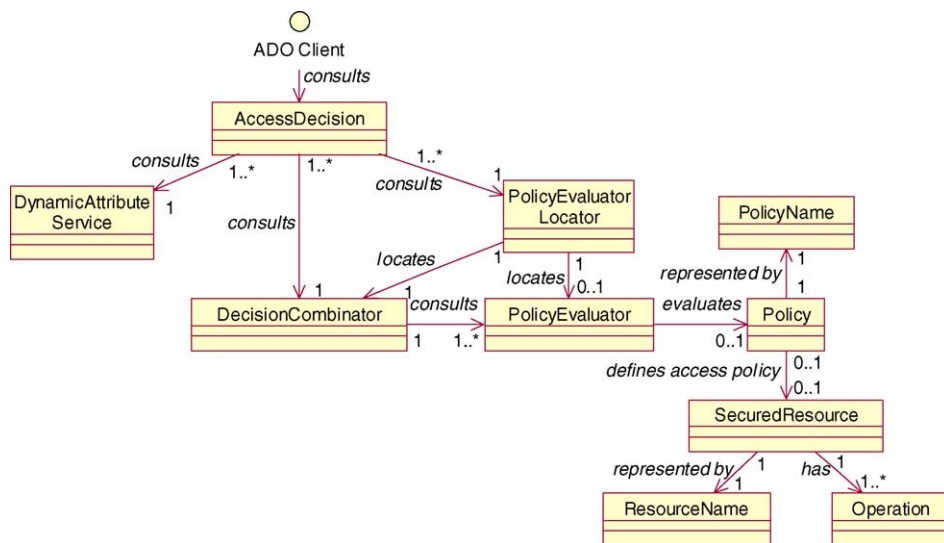 ADO Client
consults
AccessDecision
consults
1..*
1..*
1..*
consults
1
DynamicAttribute
Service
1
consults
PolicyEvaluator
Locator
PolicyName
locates
1
1
locates
0..1
1
represented by
1
1
DecisionCombinator
1
consults
1..*
PolicyEvaluator
evaluates
0..1
Policy
1
defines access policy
0..1
0..1
SecuredResource
represented by
1
1
has
1
1..*
ResourceName
Operation